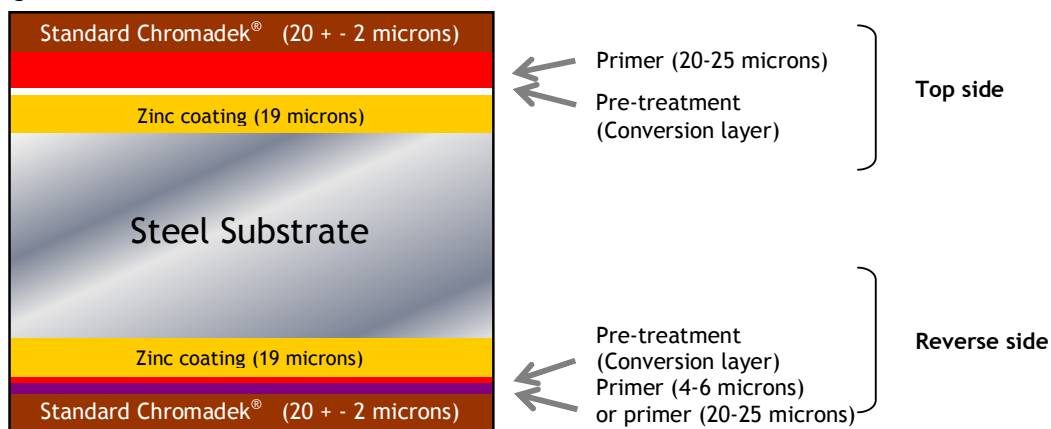 Standard Chromadek® (20 + - 2 microns)
Primer (20-25 microns)
Pre-treatment
(Conversion layer)
Top side
Zinc coating (19 microns)
Steel Substrate
Zinc coating (19 microns)
Pre-treatment
(Conversion layer)
Primer (4-6 microns)
or primer (20-25 microns)
Reverse side
Standard Chromadek® (20 + - 2 microns)